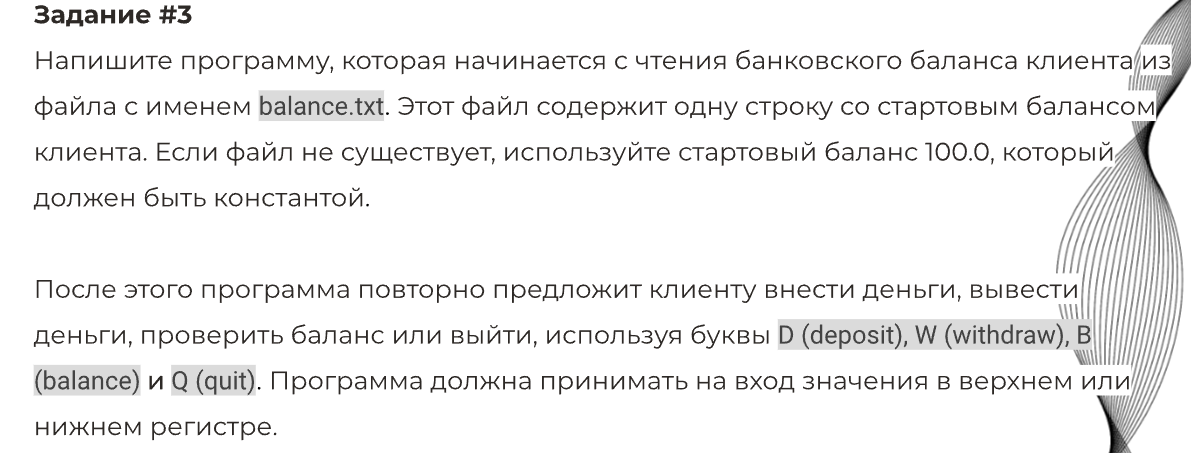 Задание #3
Напишите программу, которая начинается с чтения банковского баланса клиента из
файла с именем balance.txt. Этот файл содержит одну строку со стартовым балансом
клиента. Если файл не существует, используйте стартовый баланс 100.0, который
должен быть константой.
После этого программа повторно предложит клиенту внести деньги, вывести
деньги, проверить баланс или выйти, используя буквы D (deposit), W (withdraw), B
(balance) и Q (quit). Программа должна принимать на вход значения в верхнем или
нижнем регистре.